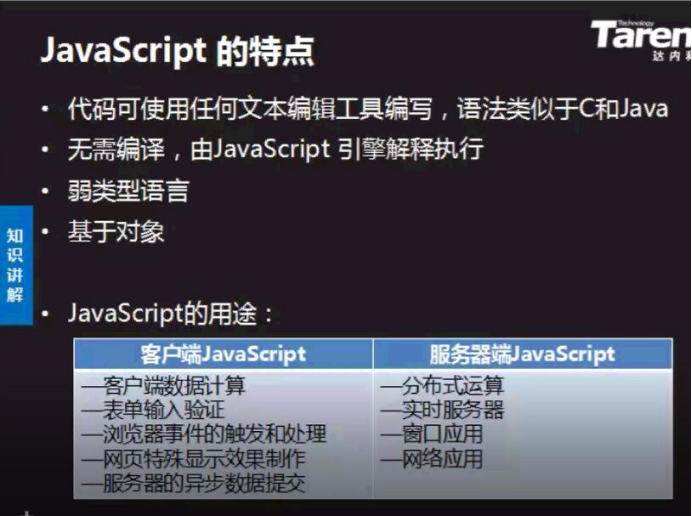 JavaScript 的特点
Technology
Taren
达内科
• 代码可使用任何文本编辑工具编写，语法类似于C和Java
• 无需编译，由JavaScript 引擎解释执行
• 弱类型语言
• 基于对象
知识讲解
• JavaScript的用途：
客户端JavaScript
服务器端JavaScript
—客户端数据计算
—表单输入验证
—浏览器事件的触发和处理
—网页特殊显示效果制作
—服务器的异步数据提交
—分布式运算
—实时服务器
—窗口应用
—网络应用